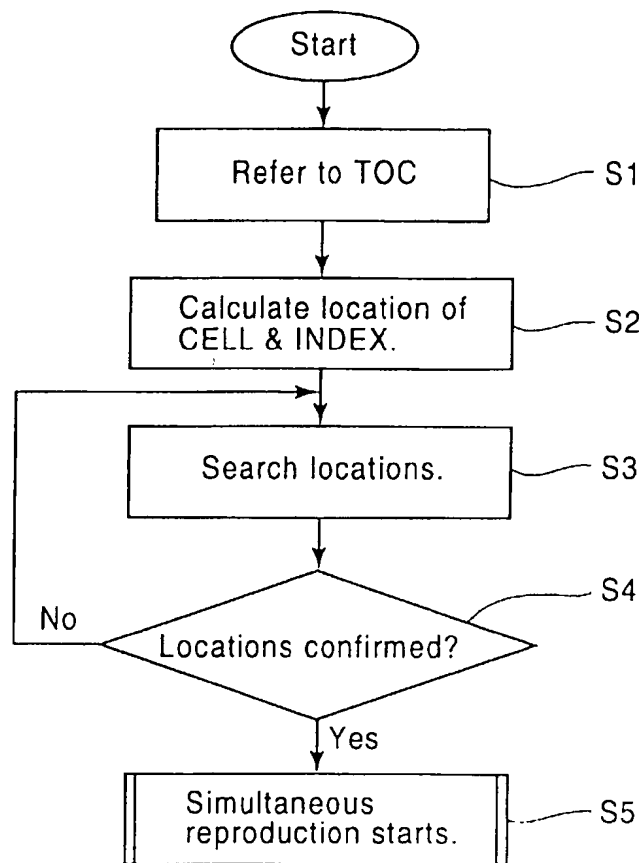 Start
Refer to TOC
S1
Calculate location of
CELL & INDEX.
S2
Search locations.
S3
S4
No
Locations confirmed?
Yes
Simultaneous
reproduction starts.
S5